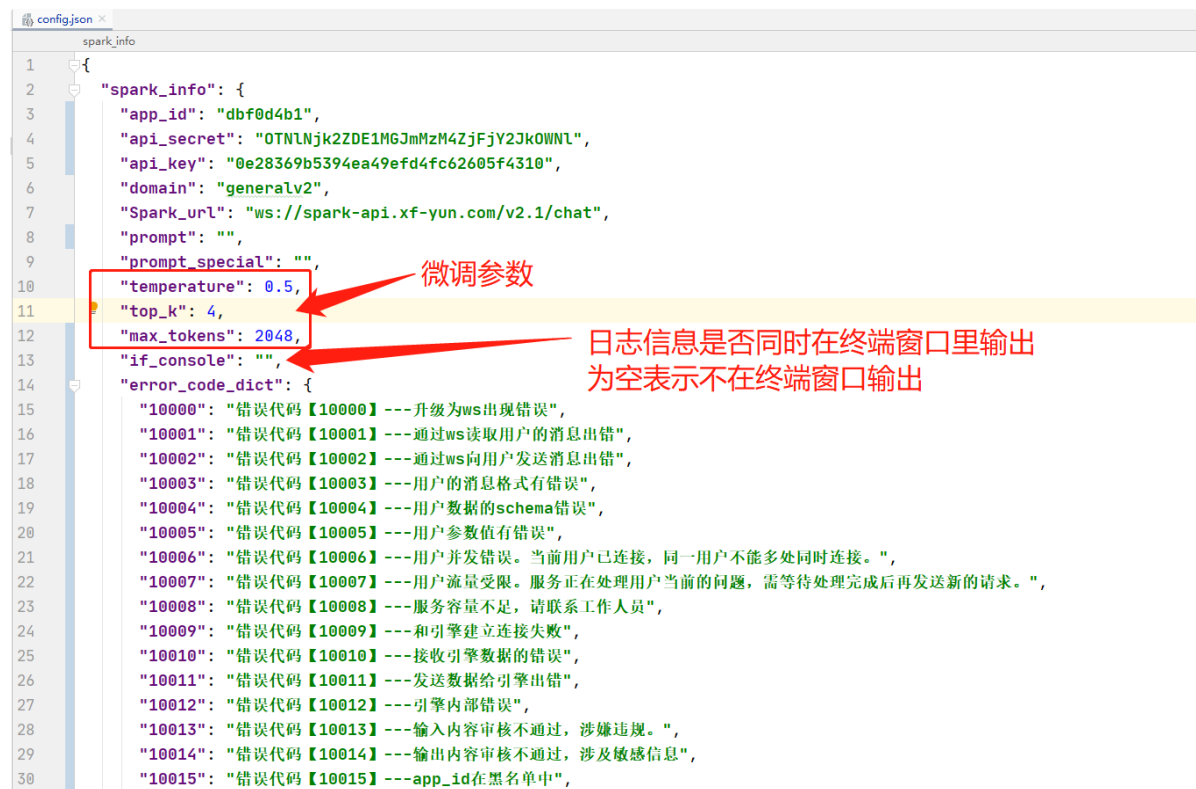 config.json
spark_info
1 {
2 "spark_info": {
3 "app_id": "dbf0d4b1",
4 "api_secret": "OTNlNjk2ZDE1MGJmMzM4ZjFjY2JkOWNl",
5 "api_key": "0e28369b5394ea49efd4fc62605f4310",
6 "domain": "generalv2",
7 "Spark_url": "ws://spark-api.xf-yun.com/v2.1/chat",
8 "prompt": "",
9 "prompt_special": "",
10 "temperature": 0.5,
微调参数
11 "top_k": 4,
12 "max_tokens": 2048,
日志信息是否同时在终端窗口里输出
13 "if_console": "",
为空表示不在终端窗口输出
14 "error_code_dict": {
15 "10000": "错误代码【10000】---升级为ws出现错误",
16 "10001": "错误代码【10001】---通过ws读取用户的消息出错",
17 "10002": "错误代码【10002】---通过ws向用户发送消息出错",
18 "10003": "错误代码【10003】---用户的消息格式有错误",
19 "10004": "错误代码【10004】---用户数据的schema错误",
20 "10005": "错误代码【10005】---用户参数值有错误",
21 "10006": "错误代码【10006】---用户并发错误。当前用户已连接，同一用户不能多处同时连接。",
22 "10007": "错误代码【10007】---用户流量受限。服务正在处理用户当前的问题，需等待处理完成后再发送新的请求。",
23 "10008": "错误代码【10008】---服务容量不足，请联系工作人员",
24 "10009": "错误代码【10009】---和引擎建立连接失败",
25 "10010": "错误代码【10010】---接收引擎数据的错误",
26 "10011": "错误代码【10011】---发送数据给引擎出错",
27 "10012": "错误代码【10012】---引擎内部错误",
28 "10013": "错误代码【10013】---输入内容审核不通过，涉嫌违规。",
29 "10014": "错误代码【10014】---输出内容审核不通过，涉及敏感信息",
30 "10015": "错误代码【10015】---app_id在黑名单中",